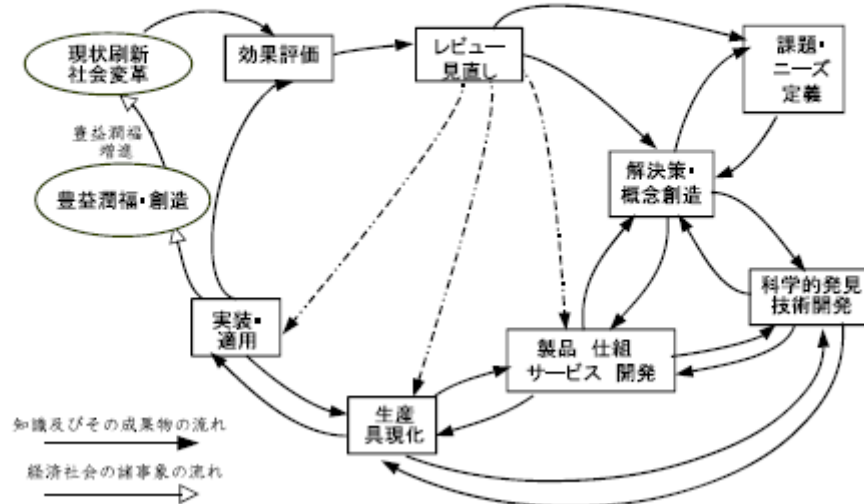 現状刷新
社会変革
効果評価
レビュー
見直し
課題・
ニーズ
定義
豊益潤福・
増進
豊益潤福・創造
解決策・
概念創造
科学的発見
技術開発
実装・
適用
製品 仕組
サービス 開発
生産
具現化
知識及びその成果物の流れ
経済社会の諸事象の流れ